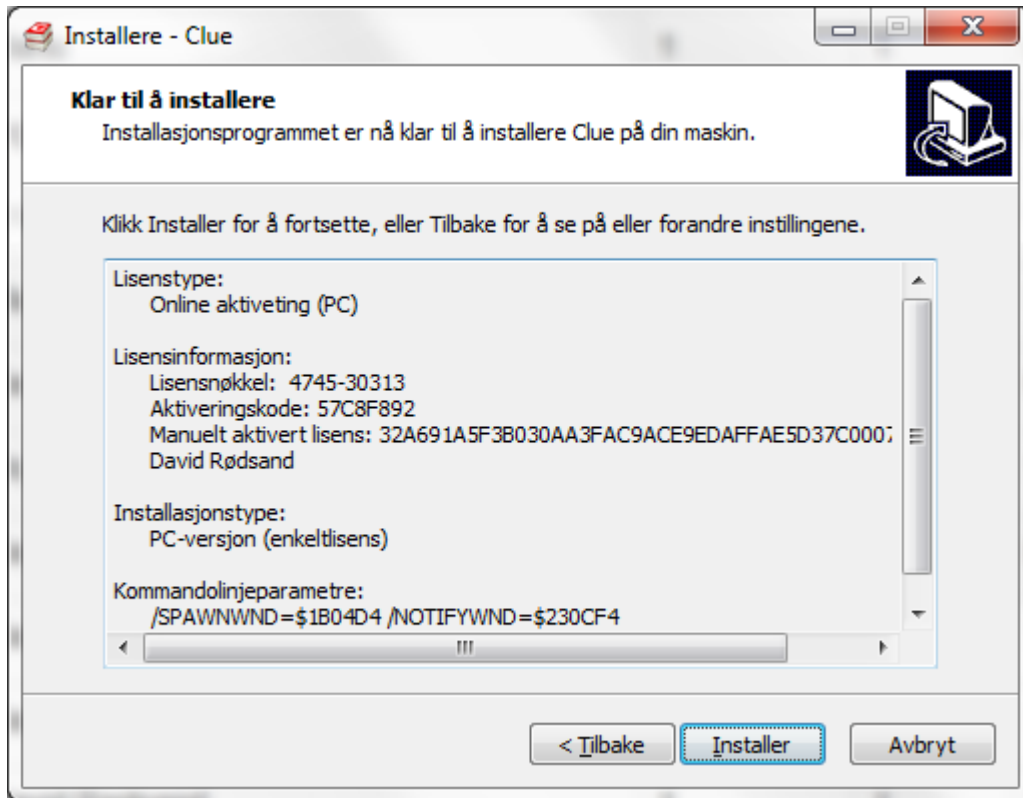 Installere - Clue
Klar til å installere
Installasjonsprogrammet er nå klar til å installere Clue på din maskin.
Klikk Installer for å fortsette, eller Tilbake for å se på eller forandre instillingene.
Lisenstype:
Online aktiveting (PC)
Lisensinformasjon:
Lisensnøkkel: 4745-30313
Aktiveringskode: 57C8F892
Manuelt aktivert lisens: 32A691A5F3B030AA3FAC9ACE9EDAFFAE5D37C0007
David Rødsand
Installasjonstype:
PC-versjon (enkeltlisens)
Kommandolinjeparametre:
/SPAWNWND=$1B04D4 /NOTIFYWND=$230CF4
< Tilbake
Installer
Avbryt